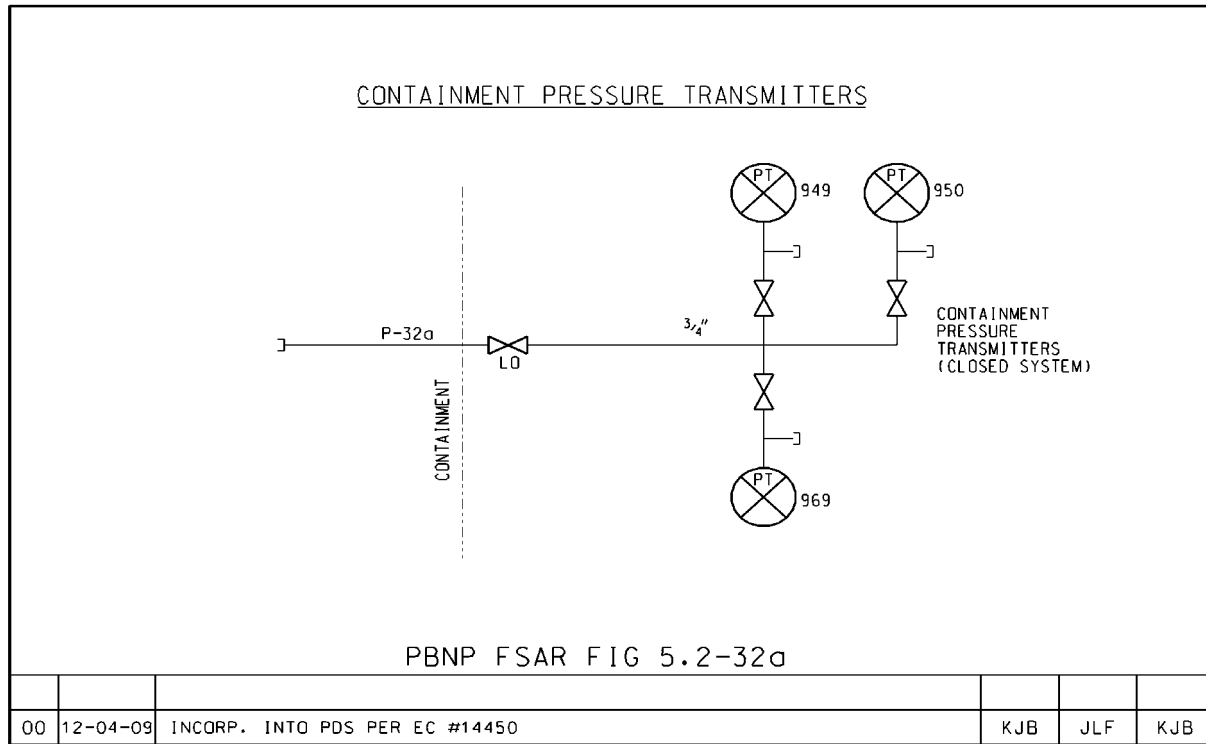 CONTAINMENT PRESSURE TRANSMITTERS
PT
949
PT
950
P-32a
LO
3/4"
CONTAINMENT
PRESSURE
TRANSMITTERS
(CLOSED SYSTEM)
CONTAINMENT
PT
969
PBNP FSAR FIG 5.2-32a
00 12-04-09 INCORP. INTO PDS PER EC #14450 KJB JLF KJB